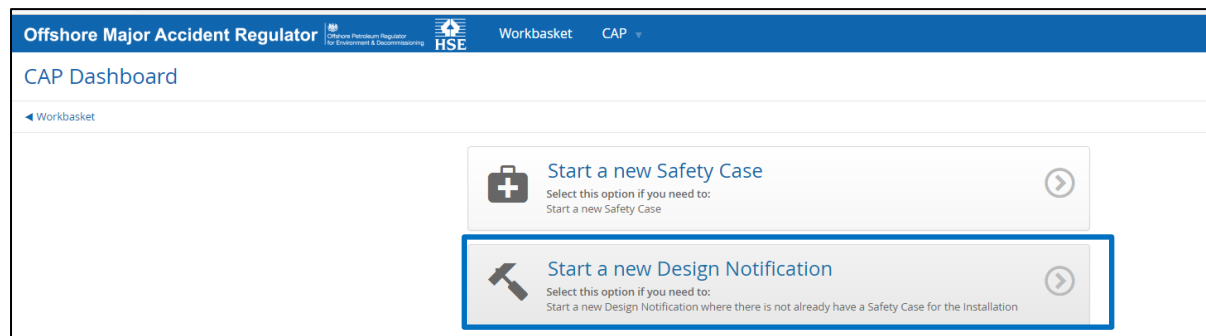 Offshore Major Accident Regulator
Offshore Petroleum Regulator
for Environment & Decommissioning
HSE
Workbasket CAP
CAP Dashboard
Workbasket
Start a new Safety Case
Select this option if you need to:
Start a new Safety Case
Start a new Design Notification
Select this option if you need to:
Start a new Design Notification where there is not already have a Safety Case for the Installation